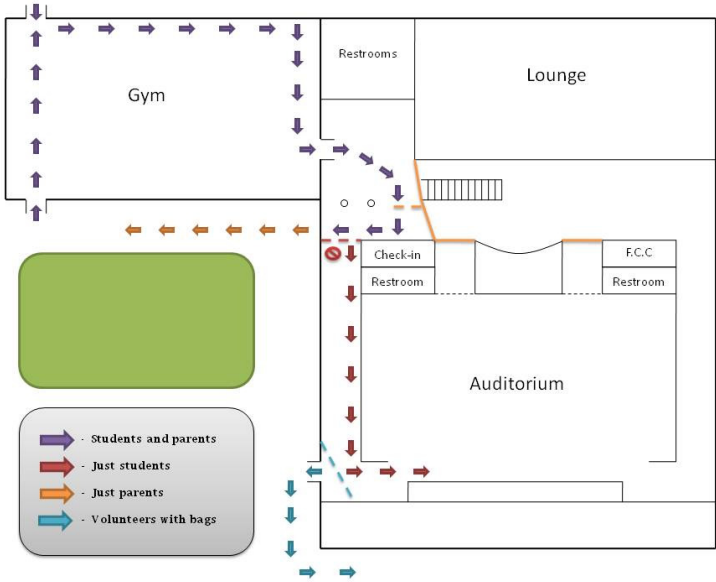 Restrooms
Lounge
Gym
Check-in
F.C.C
Restroom
Restroom
Auditorium
- Students and parents
- Just students
- Just parents
- Volunteers with bags